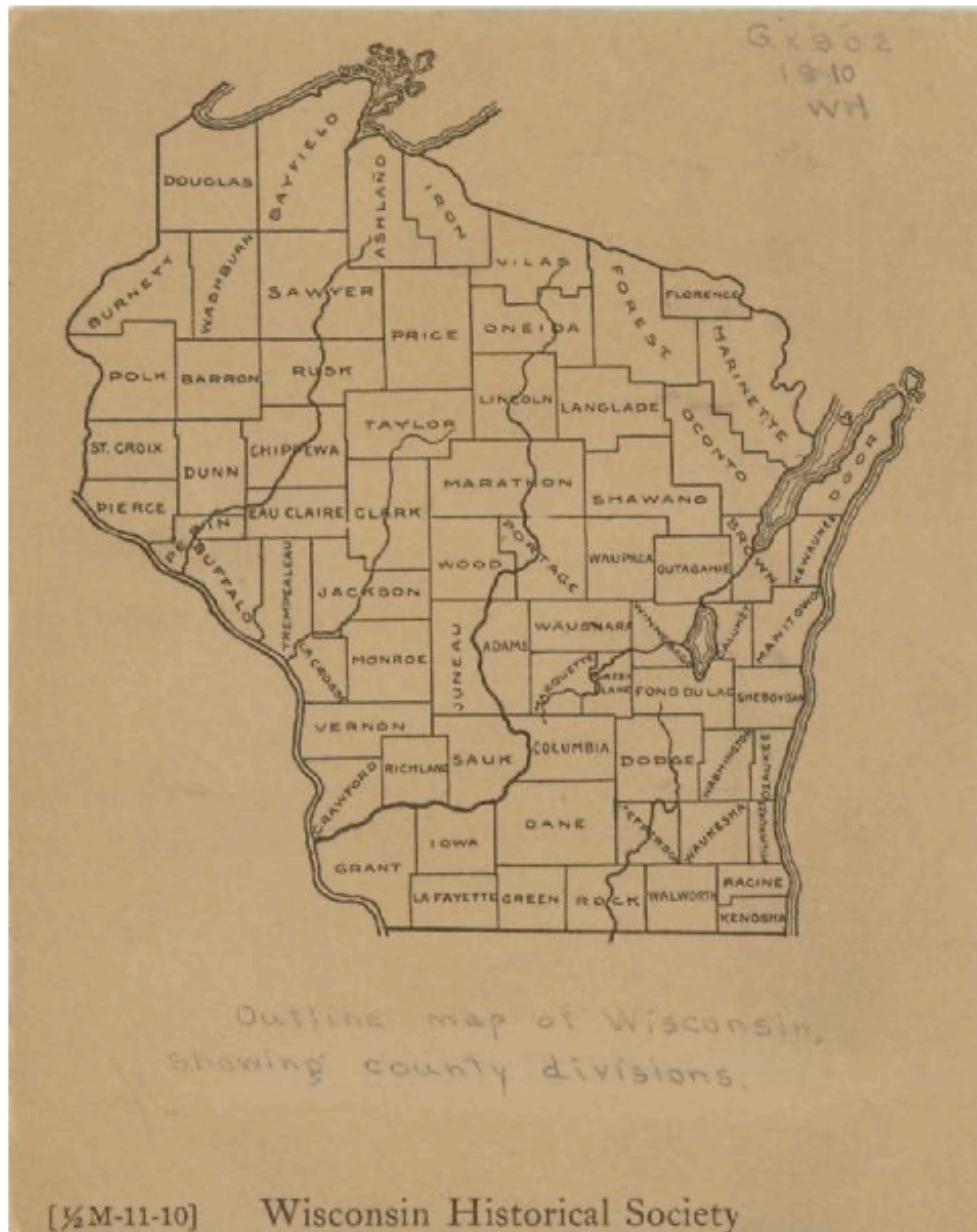 GX902
1910
WH
DOUGLAS
BAYFIELD
ASHLAND
IRON
VILAS
BURNETT
WASHBURN
SAWYER
PRICE
ONEIDA
FOREST
FLORENCE
MARINETTE
POLK
BARRON
RUSK
TAYLOR
LINCOLN
LANGLADE
OCONTO
DOOR
ST. CROIX
DUNN
CHIPPEWA
MARATHON
SHAWANO
PIERCE
PEPIN
EAU CLAIRE
CLARK
WOOD
PORTAGE
WAUPACA
OUTAGAMIE
BROWN
KEWAUNEE
BUFFALO
TREMPEALEAU
JACKSON
JUNEAU
ADAMS
WAUSHARA
WINNEBAGO
CALUMET
MANITOWOC
LA CROSSE
MONROE
MARQUETTE
GREEN
LAKE
FOND DU LAC
SHEBOYGAN
VERNON
RICHLAND
SAUK
COLUMBIA
DODGE
WASHINGTON
OZAUKEE
CRAWFORD
GRANT
IOWA
DANE
JEFFERSON
WAUKESHA
MILWAUKEE
LA FAYETTE
GREEN
ROCK
WALWORTH
RACINE
KENOSHA
Outline map of Wisconsin,
showing county divisions.
[½M-11-10] Wisconsin Historical Society